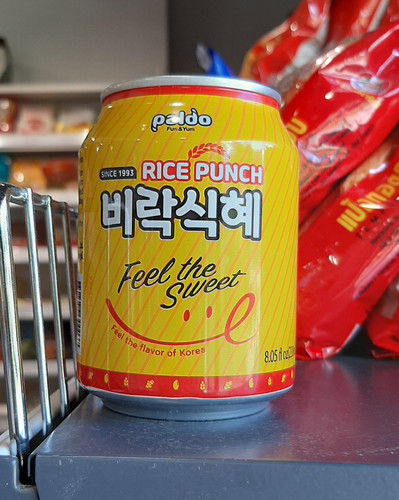 paldo
Fun & Yum
SINCE 1993 RICE PUNCH
비락식혜
Feel the
Sweet
Feel the flavor of Korea
8.05 fl oz